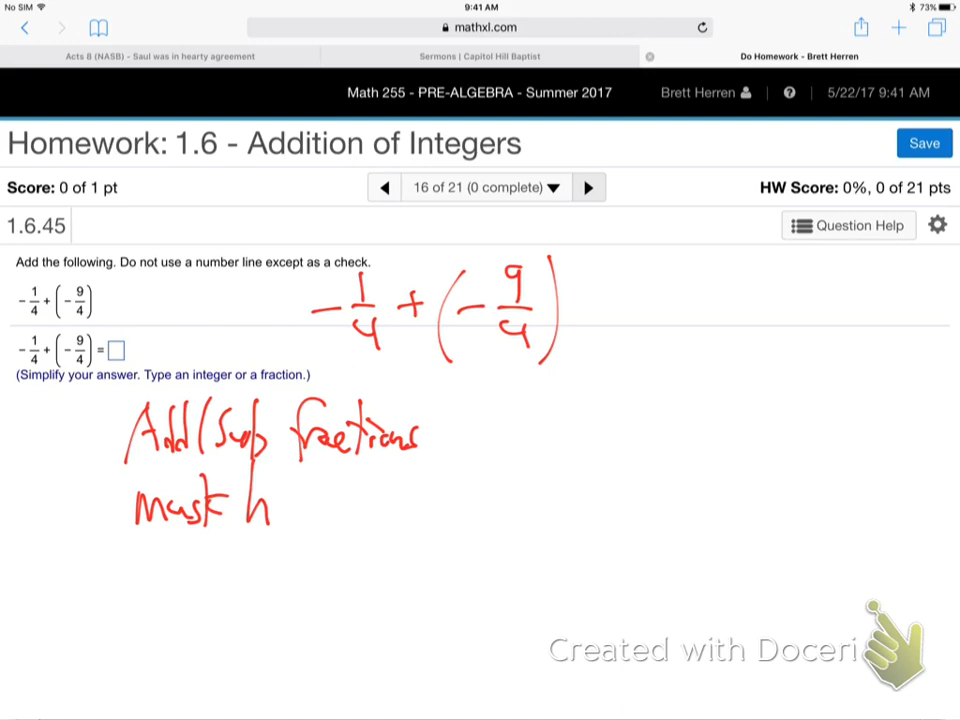 No SIM 9:41 AM 73%
mathxl.com
Acts 8 (NASB) - Saul was in hearty agreement Sermons | Capitol Hill Baptist Do Homework - Brett Herren
Math 255 - PRE-ALGEBRA - Summer 2017 Brett Herren | ? | 5/22/17 9:41 AM
Homework: 1.6 - Addition of Integers Save
Score: 0 of 1 pt 16 of 21 (0 complete) HW Score: 0%, 0 of 21 pts
1.6.45 Question Help
Add the following. Do not use a number line except as a check.
-1/4 + (-9/4) -1/4 + (-9/4)
-1/4 + (-9/4) =
(Simplify your answer. Type an integer or a fraction.)
Add/Sub fractions
must h
Created with Doceri